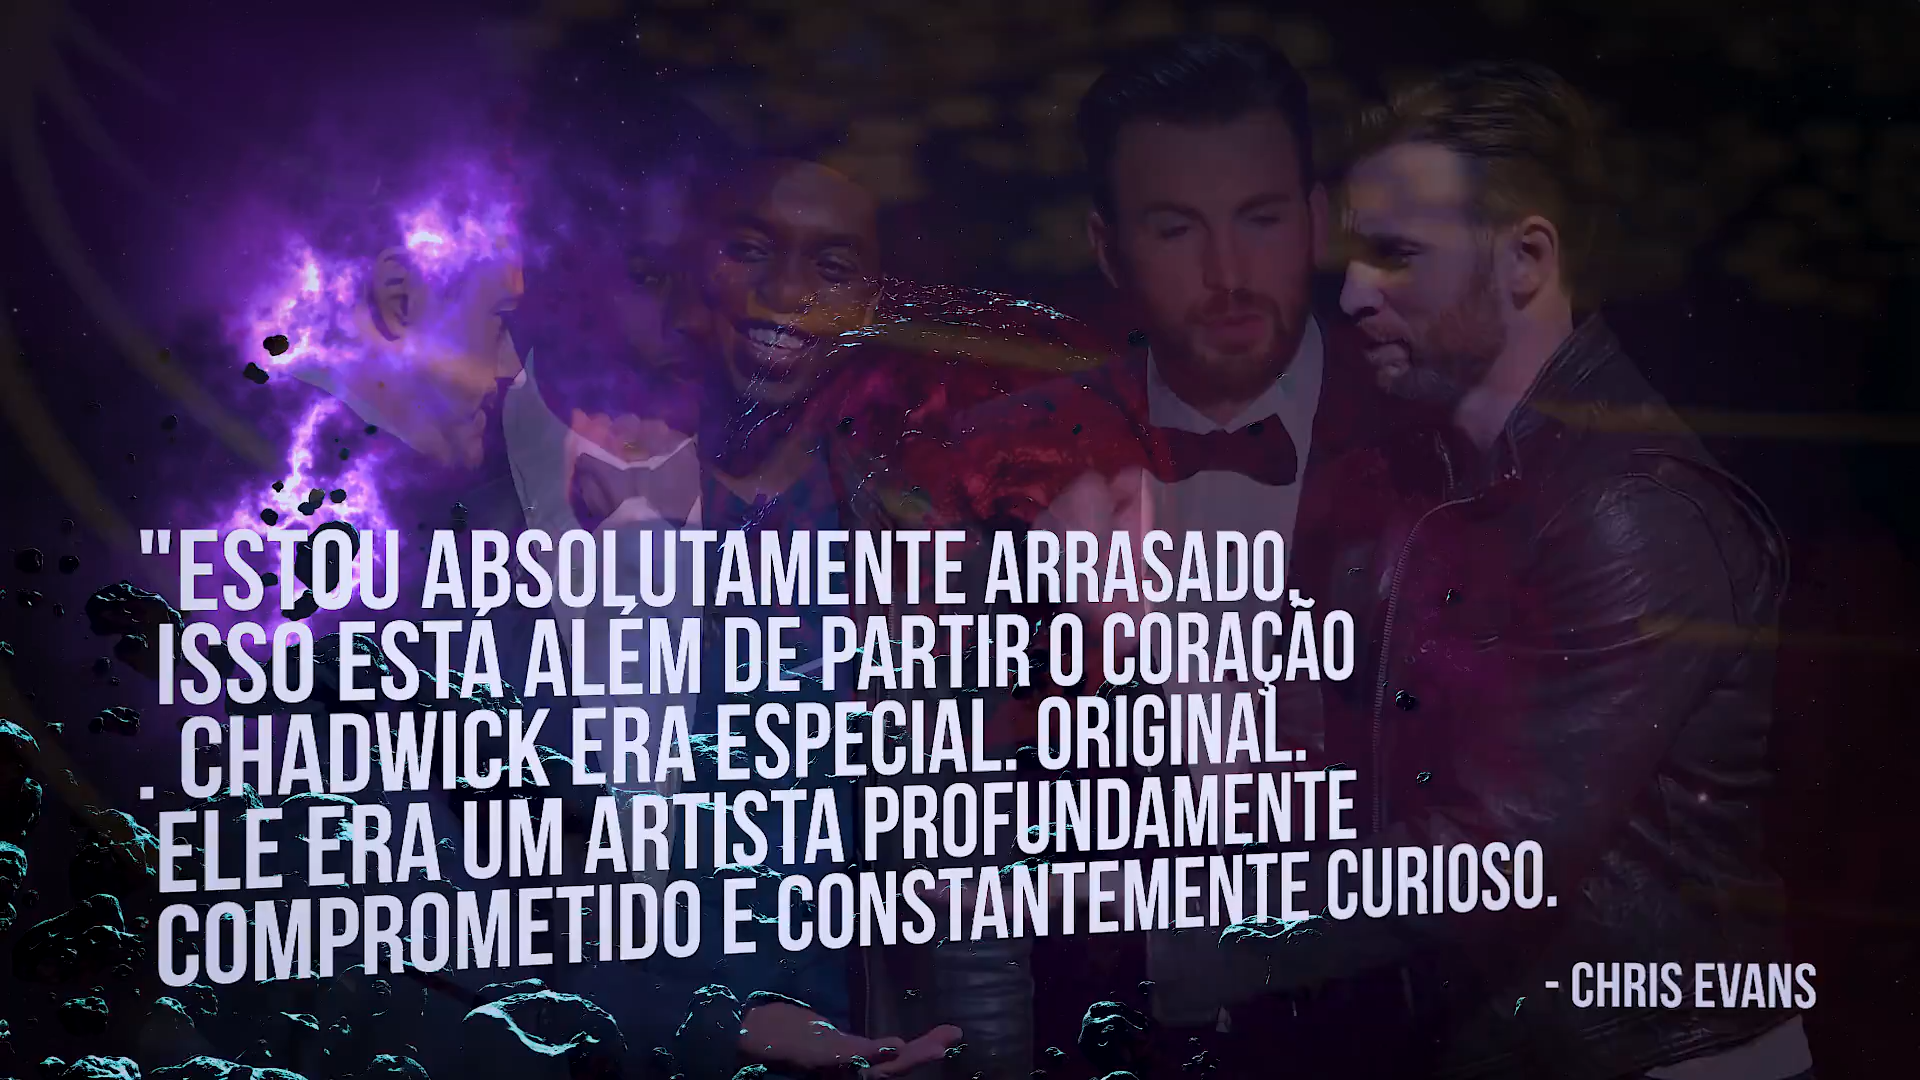 "ESTOU ABSOLUTAMENTE ARRASADO.
ISSO ESTÁ ALÉM DE PARTIR O CORAÇÃO
. CHADWICK ERA ESPECIAL. ORIGINAL.
ELE ERA UM ARTISTA PROFUNDAMENTE
COMPROMETIDO E CONSTANTEMENTE CURIOSO.
- CHRIS EVANS